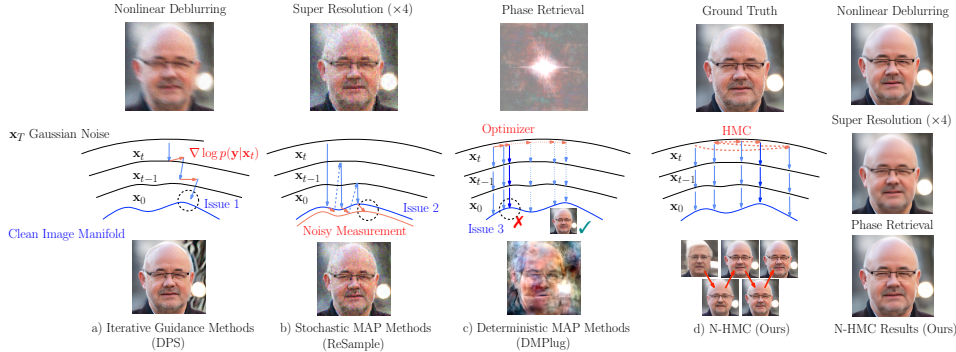 Nonlinear Deblurring
Super Resolution (×4)
Phase Retrieval
Ground Truth
Nonlinear Deblurring
x_T Gaussian Noise
x_t
∇ log p(y|x_t)
x_{t−1}
x_0
Issue 1
Clean Image Manifold
x_t
x_{t−1}
x_0
Issue 2
Noisy Measurement
Optimizer
x_t
x_{t−1}
x_0
Issue 3
✗
✓
HMC
x_t
x_{t−1}
x_0
Super Resolution (×4)
Phase Retrieval
a) Iterative Guidance Methods
(DPS)
b) Stochastic MAP Methods
(ReSample)
c) Deterministic MAP Methods
(DMPlug)
d) N-HMC (Ours)
N-HMC Results (Ours)